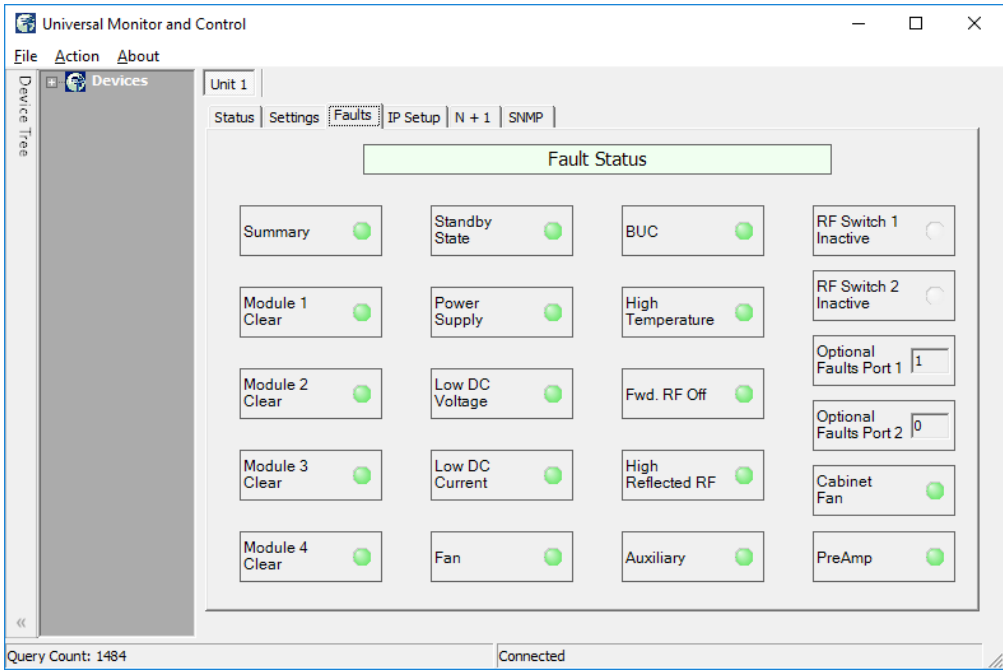 Universal Monitor and Control
File Action About
Device Tree
Devices
Unit 1
Status Settings Faults IP Setup N + 1 SNMP
Fault Status
Summary
Standby
State
BUC
RF Switch 1
Inactive
Module 1
Clear
Power
Supply
High
Temperature
RF Switch 2
Inactive
Optional
Faults Port 1 1
Module 2
Clear
Low DC
Voltage
Fwd. RF Off
Optional
Faults Port 2 0
Module 3
Clear
Low DC
Current
High
Reflected RF
Cabinet
Fan
Module 4
Clear
Fan
Auxiliary
PreAmp
Query Count: 1484
Connected